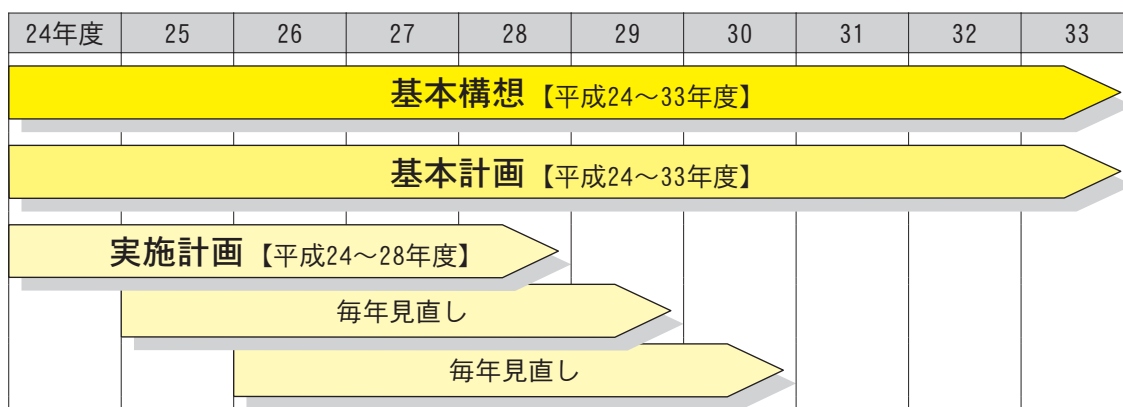 24年度 25 26 27 28 29 30 31 32 33
基本構想【平成24～33年度】
基本計画【平成24～33年度】
実施計画【平成24～28年度】
毎年見直し
毎年見直し